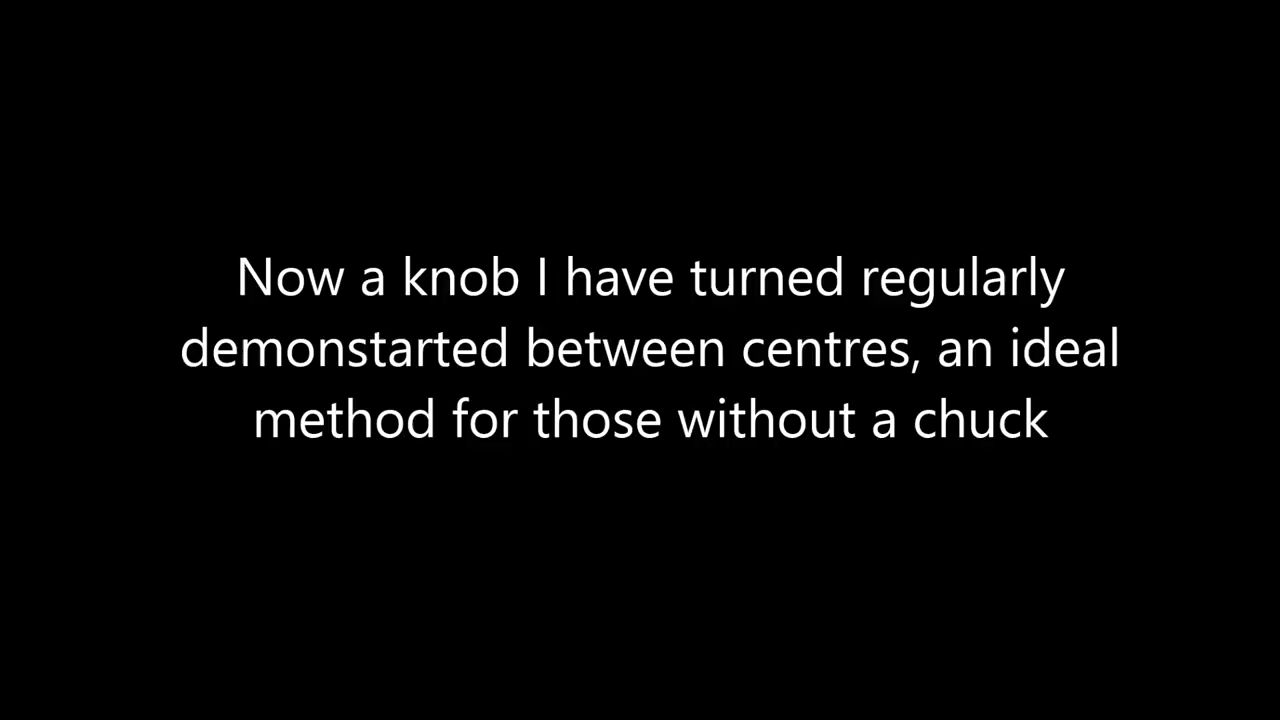 Now a knob I have turned regularly
demonstarted between centres, an ideal
method for those without a chuck